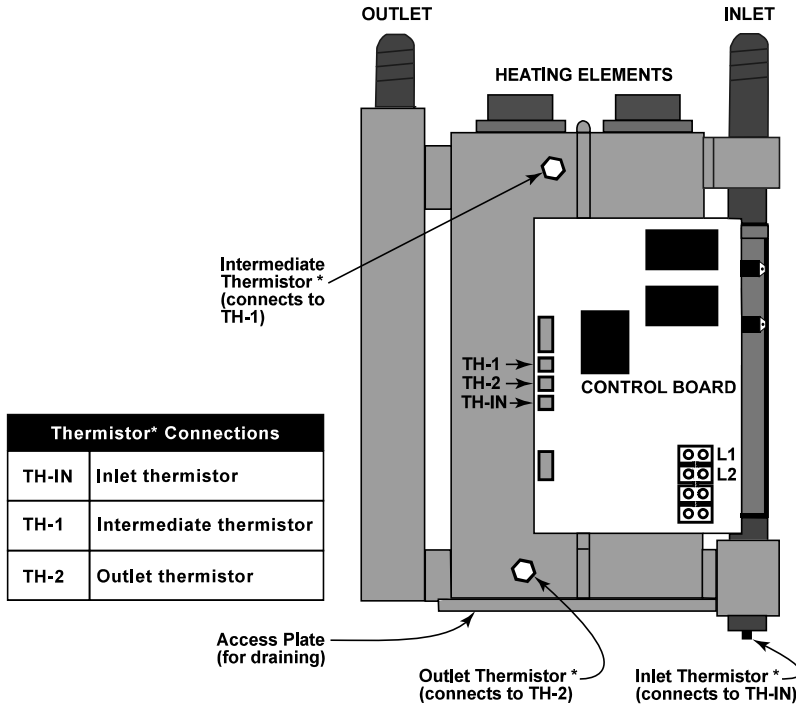 OUTLET
INLET
HEATING ELEMENTS
Intermediate
Thermistor *
(connects to
TH-1)
TH-1
TH-2
TH-IN
CONTROL BOARD
L1
L2
Thermistor* Connections
TH-IN Inlet thermistor
TH-1 Intermediate thermistor
TH-2 Outlet thermistor
Access Plate
(for draining)
Outlet Thermistor *
(connects to TH-2)
Inlet Thermistor *
(connects to TH-IN)